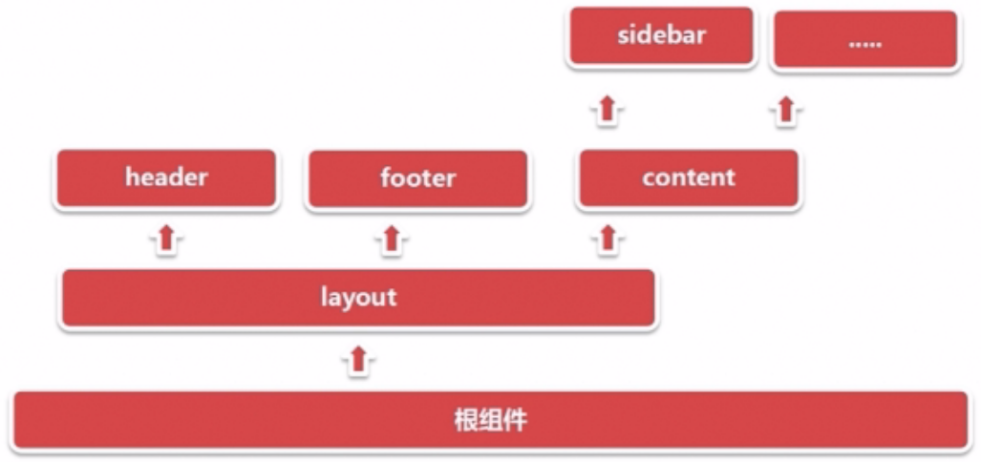 sidebar
.....
header
footer
content
layout
根组件